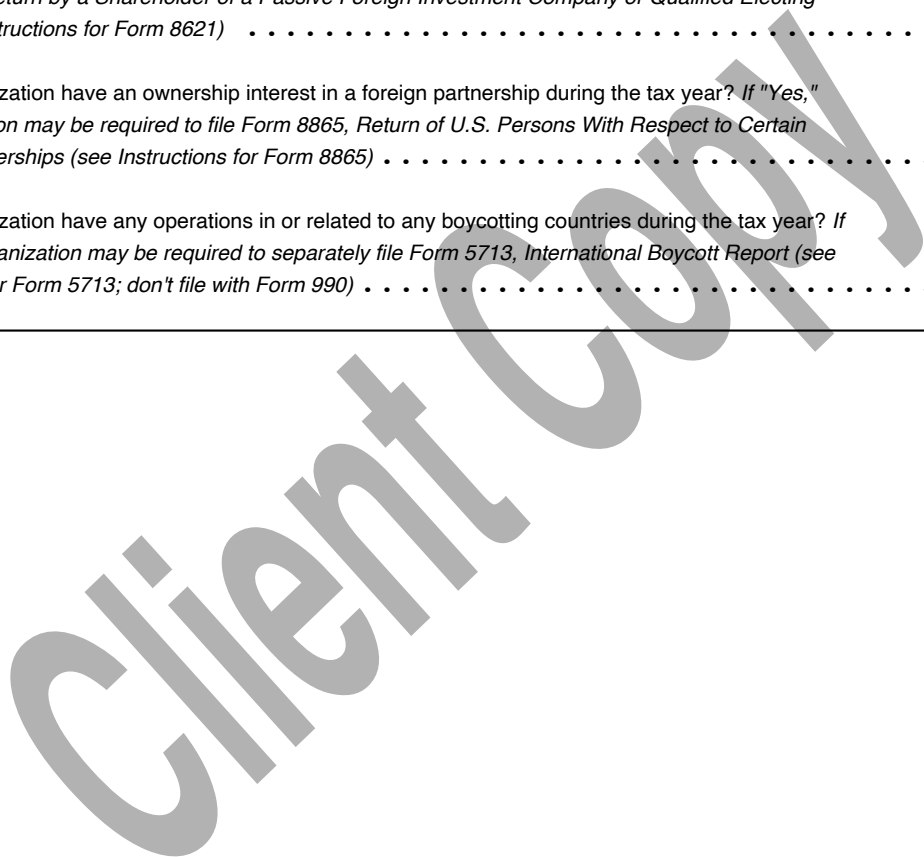 Return by a Shareholder of a Passive Foreign Investment Company or Qualified Electing
tructions for Form 8621) . . . . . . . . . . . . . . . . . . . . . . . . . . . . . . . . . . .
zation have an ownership interest in a foreign partnership during the tax year? If "Yes,"
on may be required to file Form 8865, Return of U.S. Persons With Respect to Certain
erships (see Instructions for Form 8865) . . . . . . . . . . . . . . . . . . . . . . . . . . . .
zation have any operations in or related to any boycotting countries during the tax year? If
anization may be required to separately file Form 5713, International Boycott Report (see
r Form 5713; don't file with Form 990) . . . . . . . . . . . . . . . . . . . . . . . . . . . . . .
Client Copy